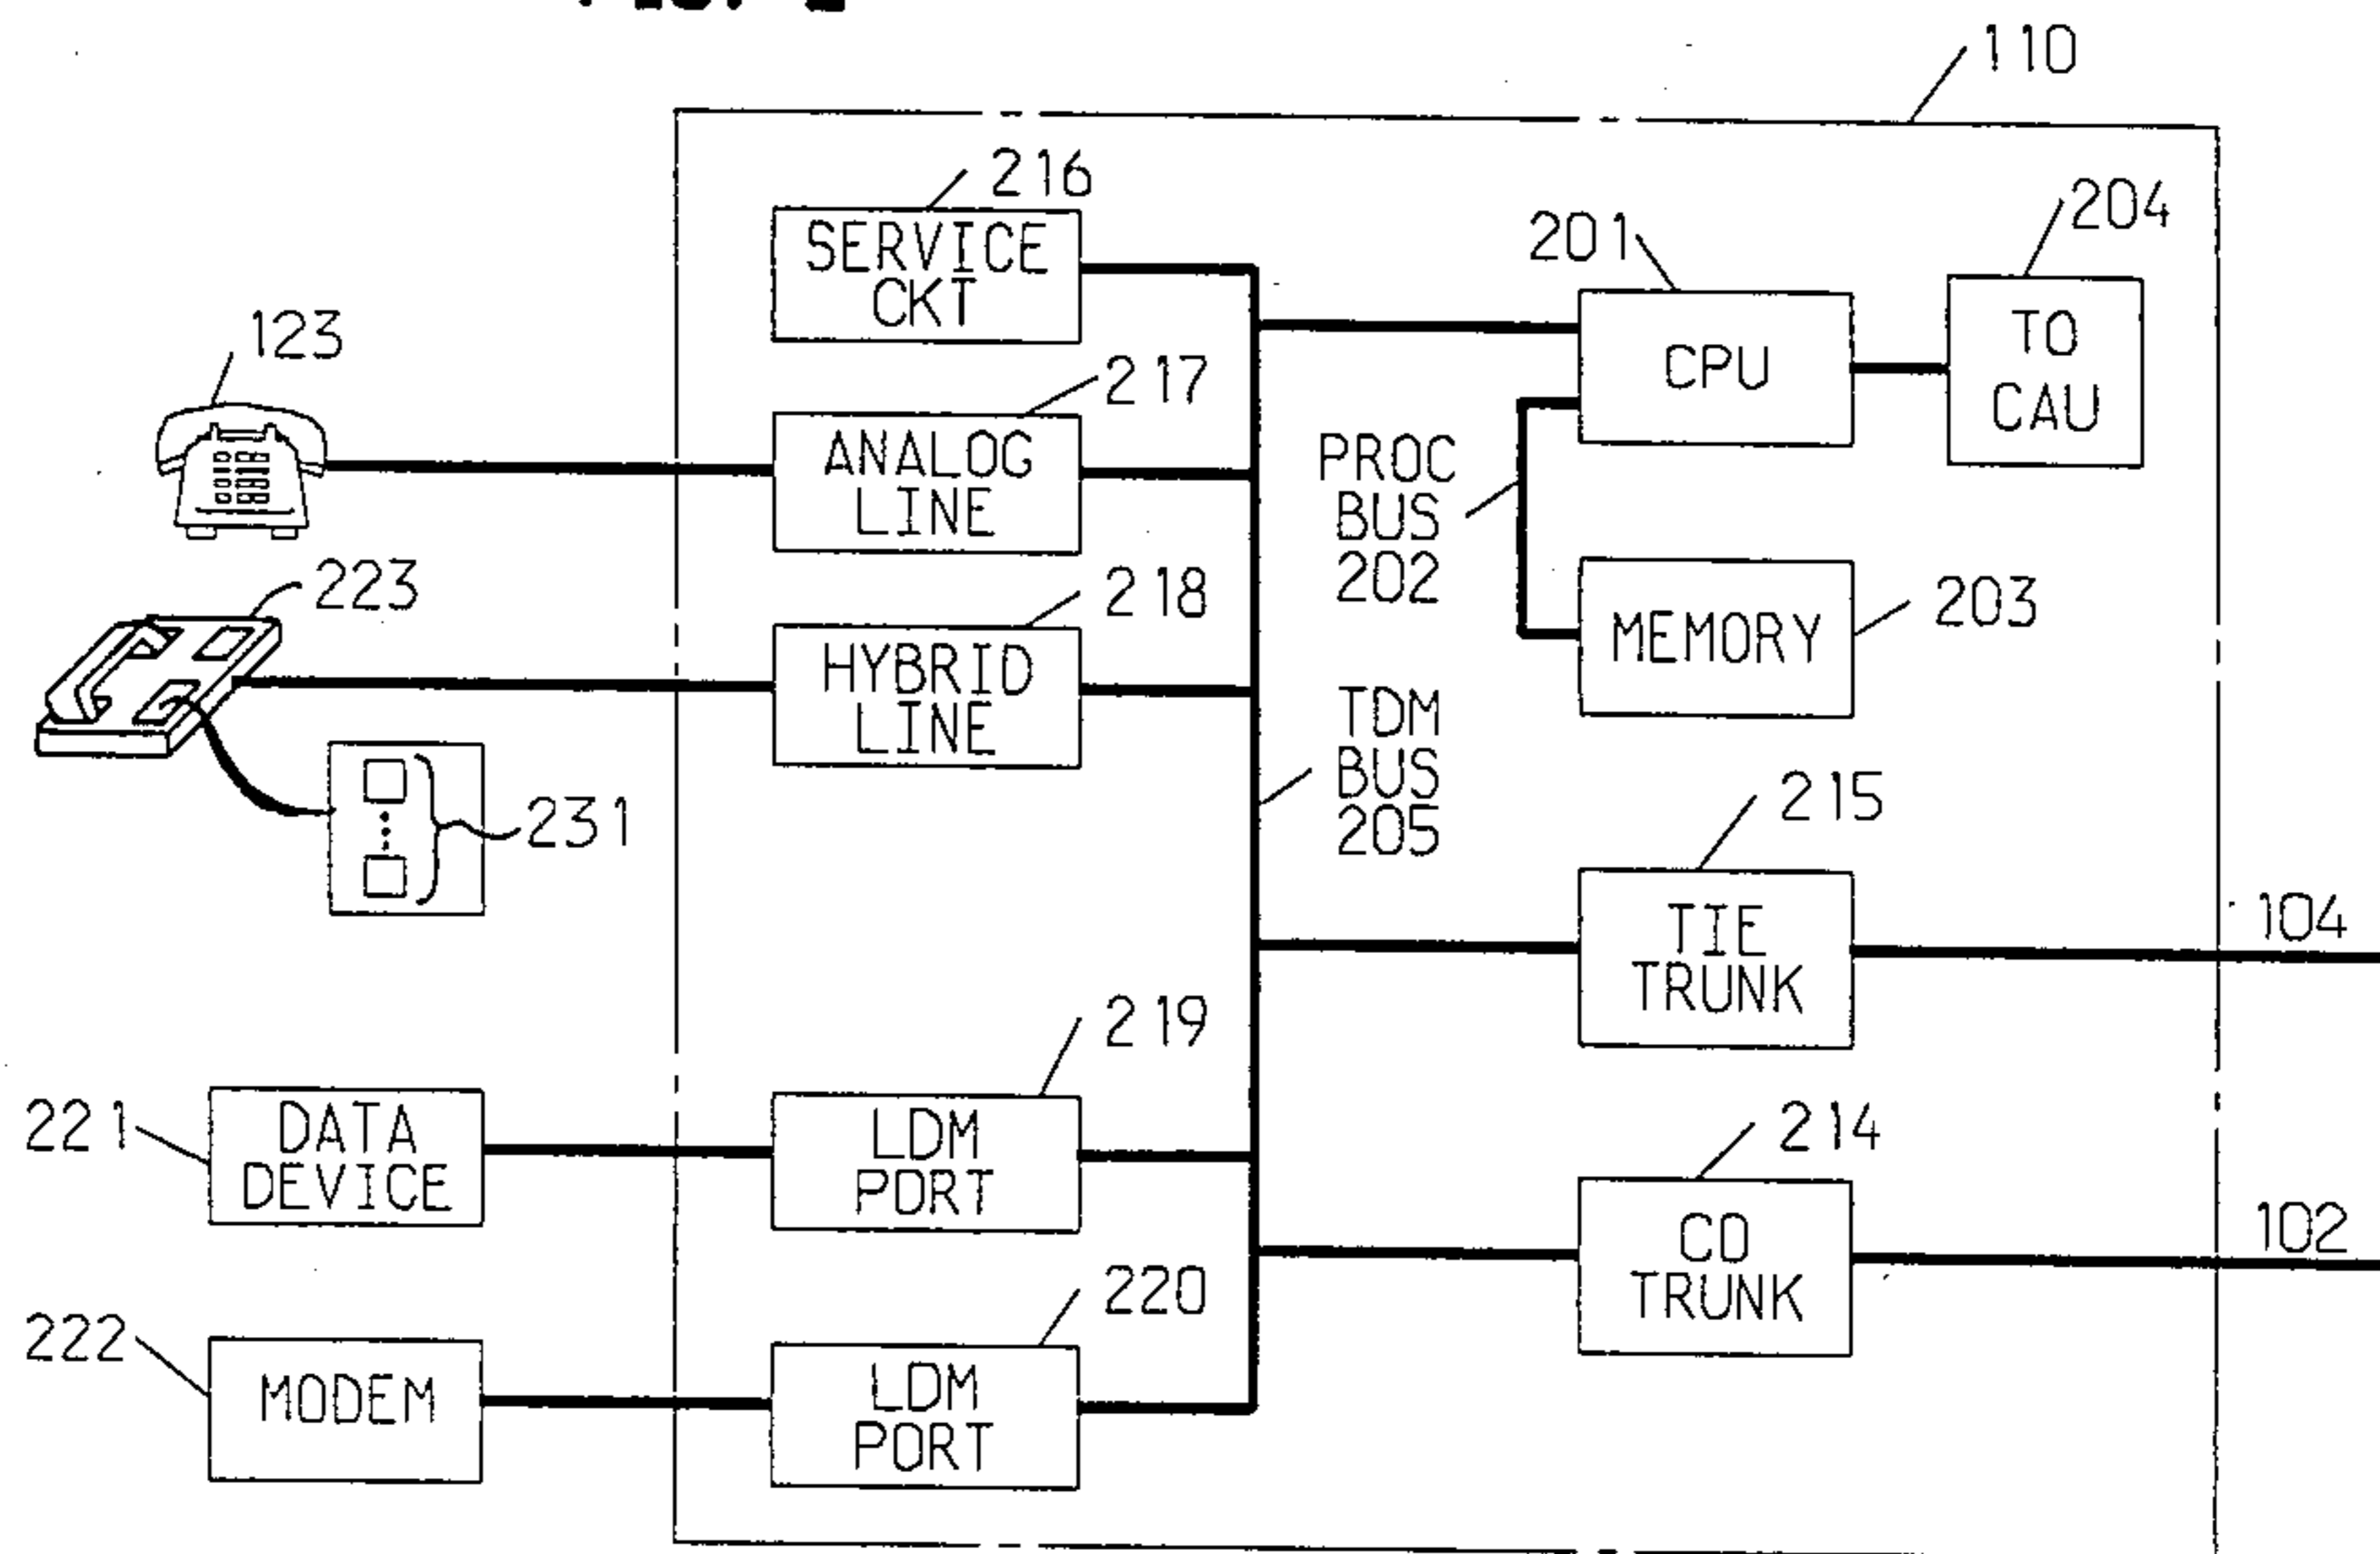 110
216
SERVICE
CKT
201
204
CPU
TO
CAU
123
217
ANALOG
LINE
PROC
BUS
202
223
218
HYBRID
LINE
MEMORY
203
TDM
BUS
205
231
215
TIE
TRUNK
104
219
221
DATA
DEVICE
LDM
PORT
214
CO
TRUNK
102
220
222
MODEM
LDM
PORT